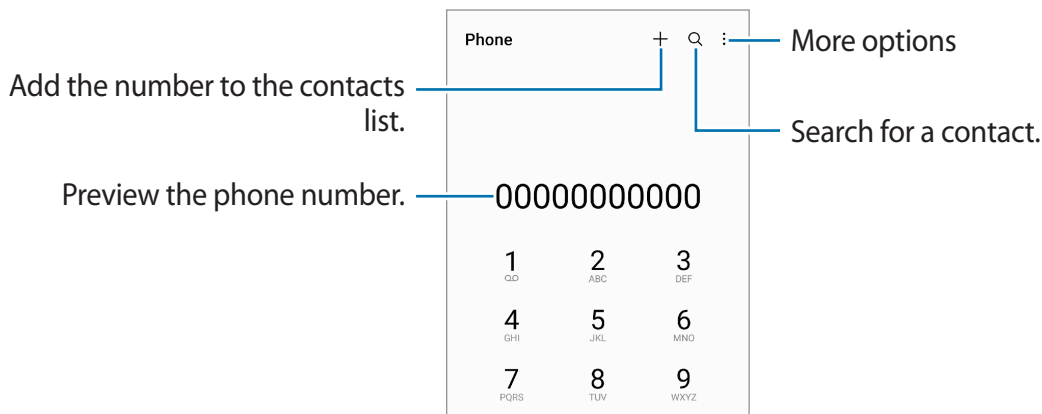 Phone
More options
Add the number to the contacts
list.
Search for a contact.
Preview the phone number.
00000000000
1 2 3
ABC DEF
4 5 6
GHI JKL MNO
7 8 9
PQRS TUV WXYZ